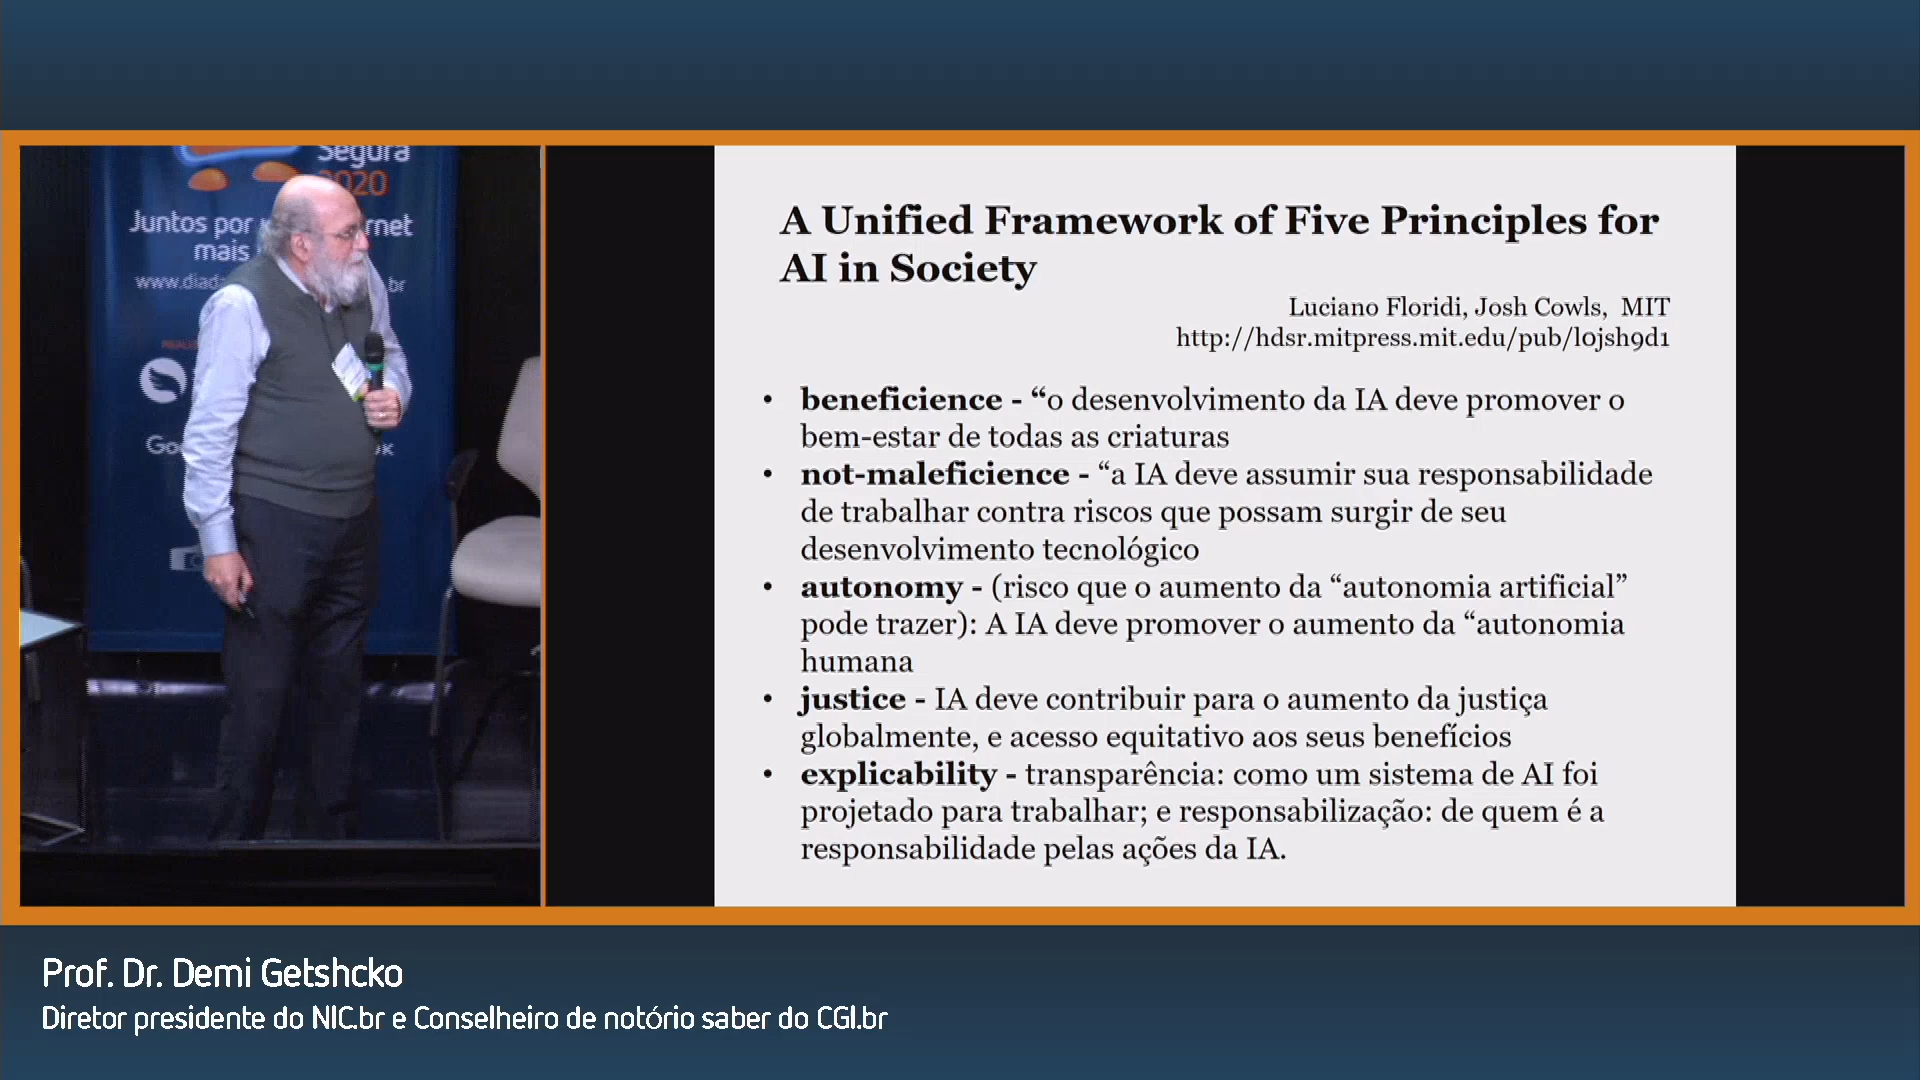 Segura
2020
Juntos por
rnet
mais
www.diada
br
Goo
A Unified Framework of Five Principles for
AI in Society
Luciano Floridi, Josh Cowls, MIT
http://hdsr.mitpress.mit.edu/pub/l0jsh9d1
• beneficience - “o desenvolvimento da IA deve promover o
bem-estar de todas as criaturas
• not-maleficience - “a IA deve assumir sua responsabilidade
de trabalhar contra riscos que possam surgir de seu
desenvolvimento tecnológico
• autonomy - (risco que o aumento da “autonomia artificial”
pode trazer): A IA deve promover o aumento da “autonomia
humana
• justice - IA deve contribuir para o aumento da justiça
globalmente, e acesso equitativo aos seus benefícios
• explicability - transparência: como um sistema de AI foi
projetado para trabalhar; e responsabilização: de quem é a
responsabilidade pelas ações da IA.
Prof. Dr. Demi Getshcko
Diretor presidente do NIC.br e Conselheiro de notório saber do CGI.br